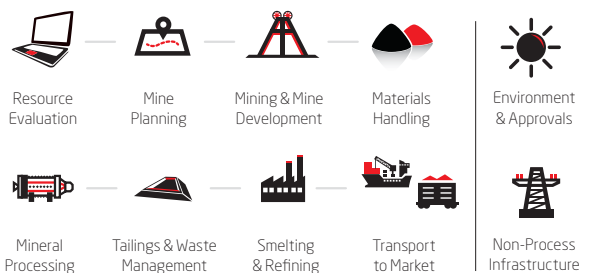 Resource
Evaluation
Mine
Planning
Mining & Mine
Development
Materials
Handling
Environment
& Approvals
Mineral
Processing
Tailings & Waste
Management
Smelting
& Refining
Transport
to Market
Non-Process
Infrastructure